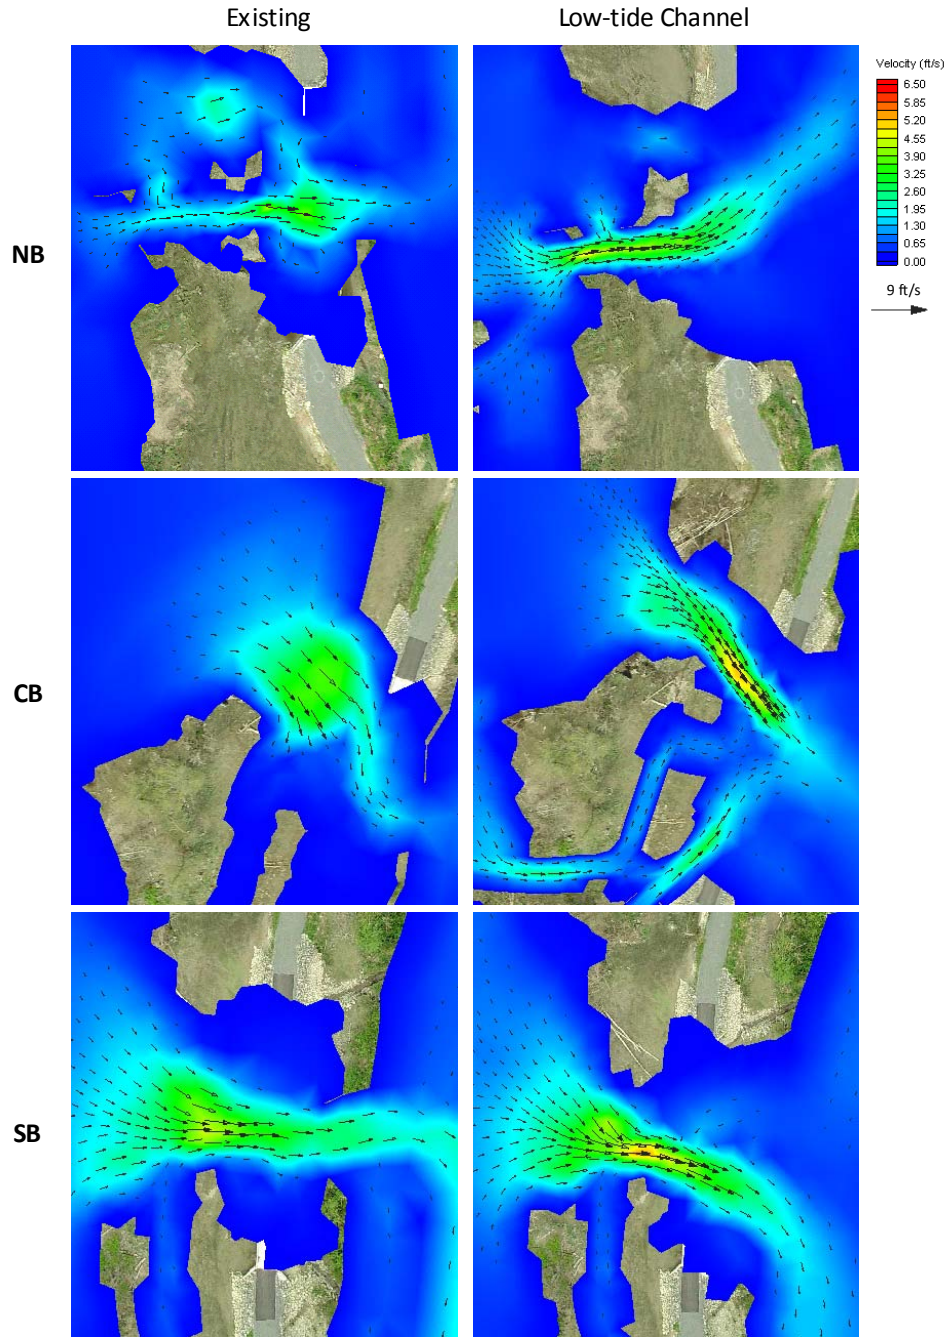 Existing
Low-tide Channel
Velocity (ft/s)
6.50
5.85
5.20
4.55
3.90
3.25
2.60
1.95
1.30
0.65
0.00
9 ft/s
NB
CB
SB